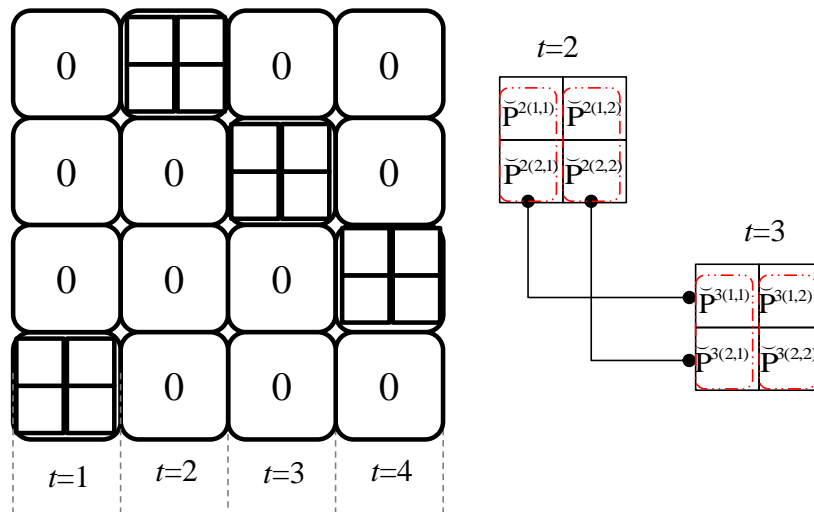 0 0 0
0 0 0
0 0 0
0 0 0
t=1 t=2 t=3 t=4
t=2
P̆²⁽¹,¹⁾ P̆²⁽¹,²⁾
P̆²⁽²,¹⁾ P̆²⁽²,²⁾
t=3
P̆³⁽¹,¹⁾ P̆³⁽¹,²⁾
P̆³⁽²,¹⁾ P̆³⁽²,²⁾